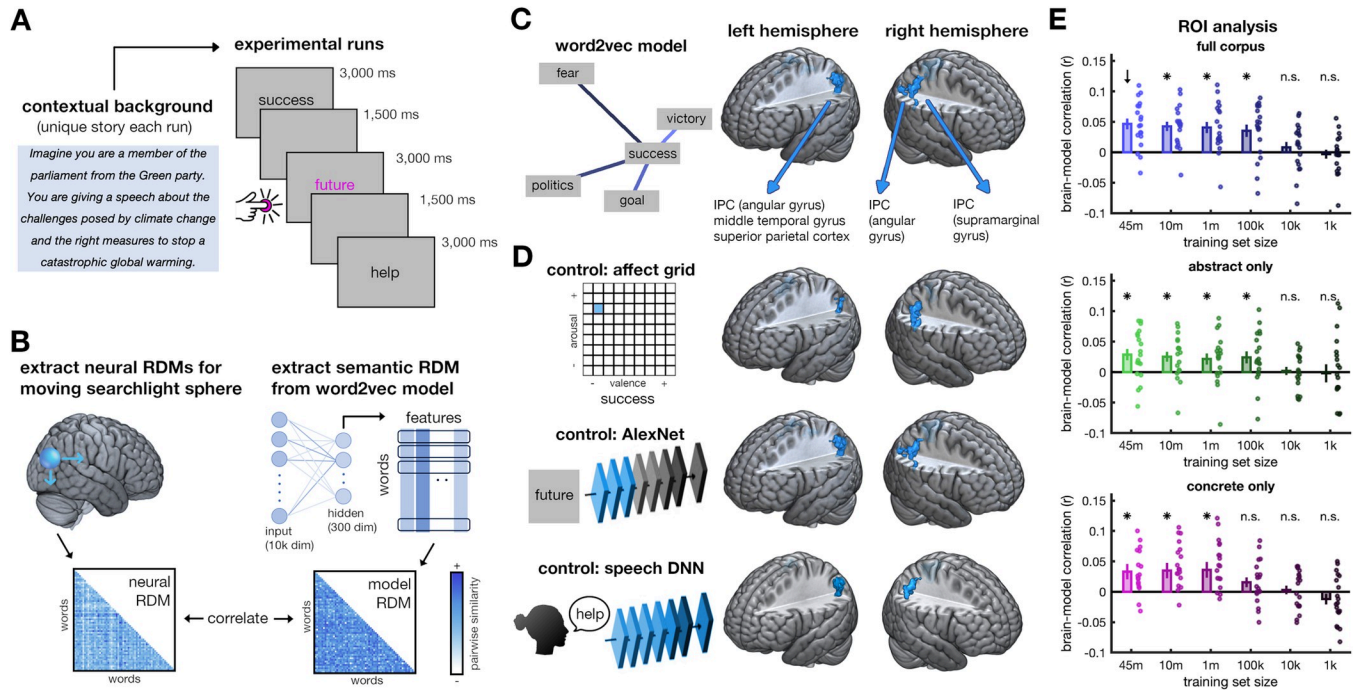 A
experimental runs
contextual background
(unique story each run)
Imagine you are a member of the
parliament from the Green party.
You are giving a speech about the
challenges posed by climate change
and the right measures to stop a
catastrophic global warming.
success
future
help
3,000 ms
1,500 ms
3,000 ms
1,500 ms
3,000 ms
B
extract neural RDMs for
moving searchlight sphere
extract semantic RDM
from word2vec model
features
words
input
(10k dim)
hidden
(300 dim)
neural
RDM
words
words
correlate
model
RDM
words
words
+
pairwise similarity
-
C
word2vec model
fear
victory
success
politics
goal
left hemisphere
right hemisphere
IPC (angular gyrus)
middle temporal gyrus
superior parietal cortex
IPC
(angular
gyrus)
IPC
(supramarginal
gyrus)
D
control: affect grid
+
arousal
-
- valence +
success
control: AlexNet
future
control: speech DNN
help
E
ROI analysis
full corpus
brain-model correlation (r)
0.15
0.1
0.05
0
-0.05
-0.1
* * * n.s. n.s.
45m 10m 1m 100k 10k 1k
training set size
abstract only
brain-model correlation (r)
0.15
0.1
0.05
0
-0.05
-0.1
* * * * n.s. n.s.
45m 10m 1m 100k 10k 1k
training set size
concrete only
brain-model correlation (r)
0.15
0.1
0.05
0
-0.05
-0.1
* * * n.s. n.s. n.s.
45m 10m 1m 100k 10k 1k
training set size